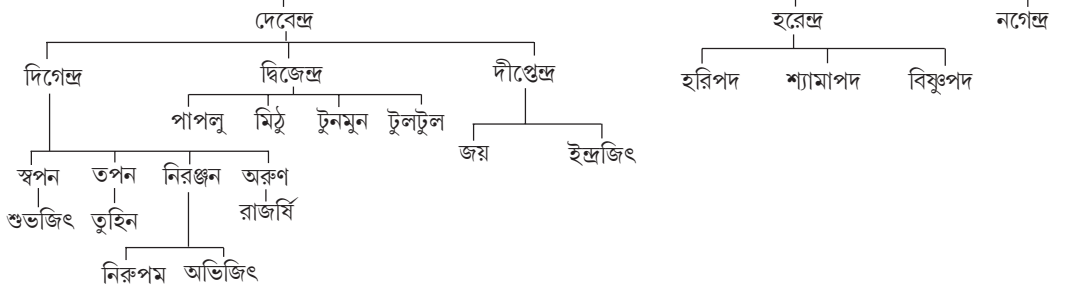 দেবেন্দ্র হরেন্দ্র নগেন্দ্র
দিগেন্দ্র দ্বিজেন্দ্র দীপ্তেন্দ্র হরিপদ শ্যামাপদ বিষ্ণুপদ
পাপলু মিঠু টুনমুন টুলটুল
জয় ইন্দ্রজিৎ
স্বপন তপন নিরঞ্জন অরুণ
শুভজিৎ তুহিন রাজর্ষি
নিরুপম অভিজিৎ